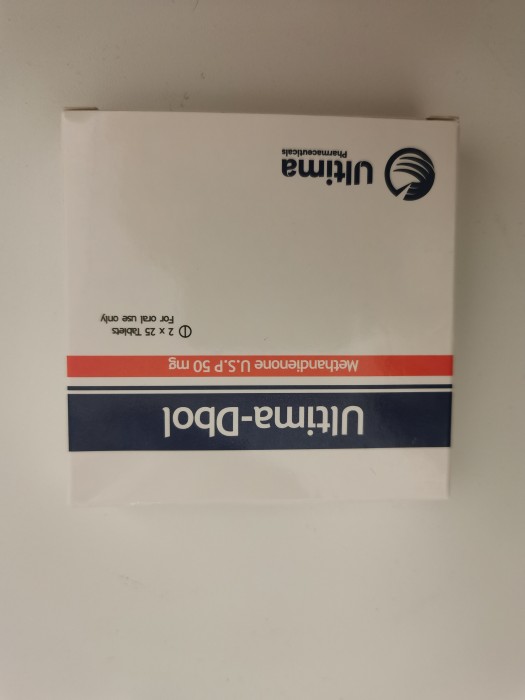 Ultima-Dbol
Methandienone U.S.P 50 mg
2 x 25 Tablets
For oral use only
Ultima
Pharmaceuticals